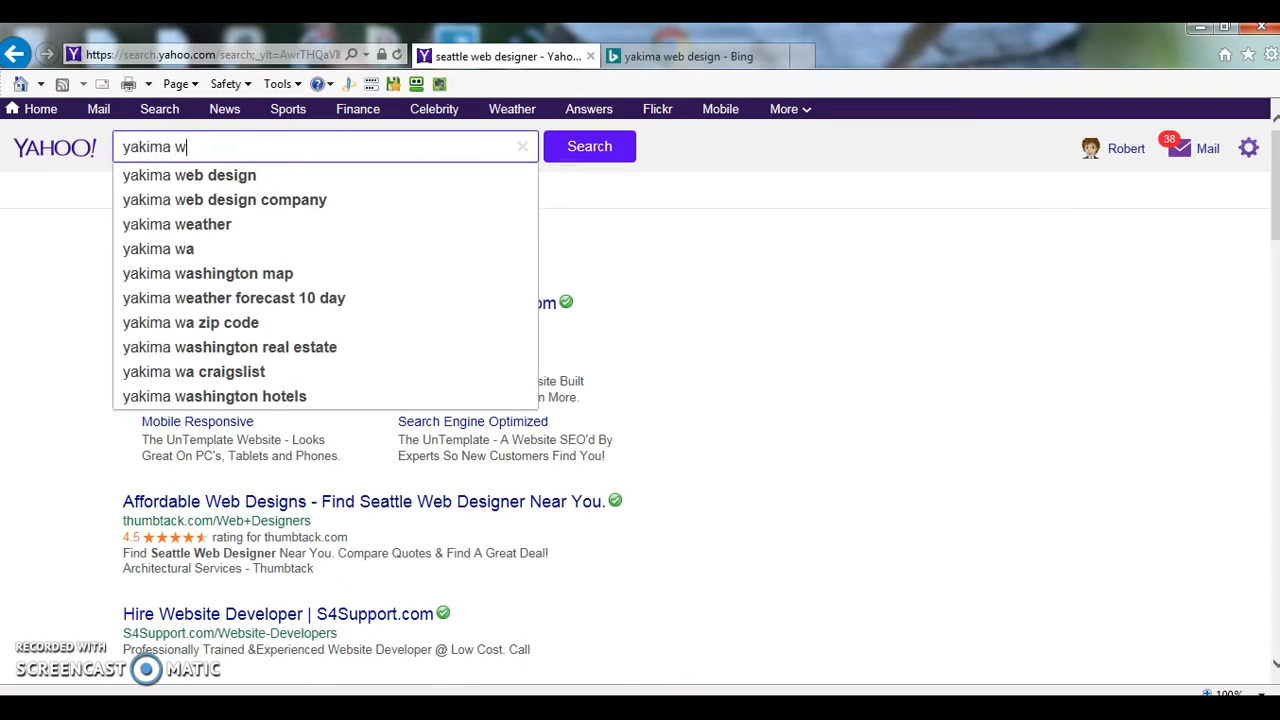 https://search.yahoo.com/search;_ylt=AwrTHQaVI
seattle web designer - Yaho...
yakima web design - Bing
Page
Safety
Tools
Home
Mail
Search
News
Sports
Finance
Celebrity
Weather
Answers
Flickr
Mobile
More
YAHOO!
yakima w
Search
Robert
38
Mail
yakima web design
yakima web design company
yakima weather
yakima wa
yakima washington map
yakima weather forecast 10 day
yakima wa zip code
yakima washington real estate
yakima wa craigslist
yakima washington hotels
om
site Built
n More.
Mobile Responsive
The UnTemplate Website - Looks
Great On PC's, Tablets and Phones.
Search Engine Optimized
The UnTemplate - A Website SEO'd By
Experts So New Customers Find You!
Affordable Web Designs - Find Seattle Web Designer Near You.
thumbtack.com/Web+Designers
4.5 rating for thumbtack.com
Find Seattle Web Designer Near You. Compare Quotes & Find A Great Deal!
Architectural Services - Thumbtack
Hire Website Developer | S4Support.com
S4Support.com/Website-Developers
Professionally Trained &Experienced Website Developer @ Low Cost. Call
RECORDED WITH
SCREENCAST MATIC
100%